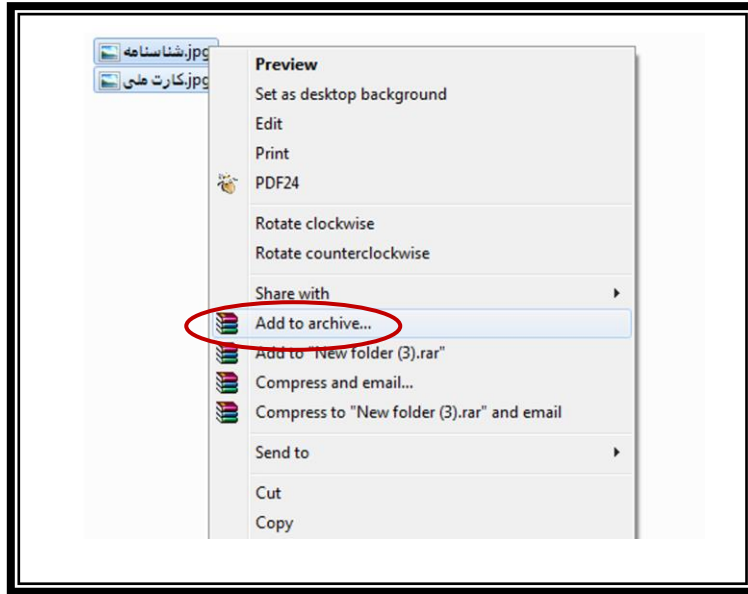 شناسنامه.jpg
کارت ملی.jpg
Preview
Set as desktop background
Edit
Print
PDF24
Rotate clockwise
Rotate counterclockwise
Share with
Add to archive...
Add to "New folder (3).rar"
Compress and email...
Compress to "New folder (3).rar" and email
Send to
Cut
Copy